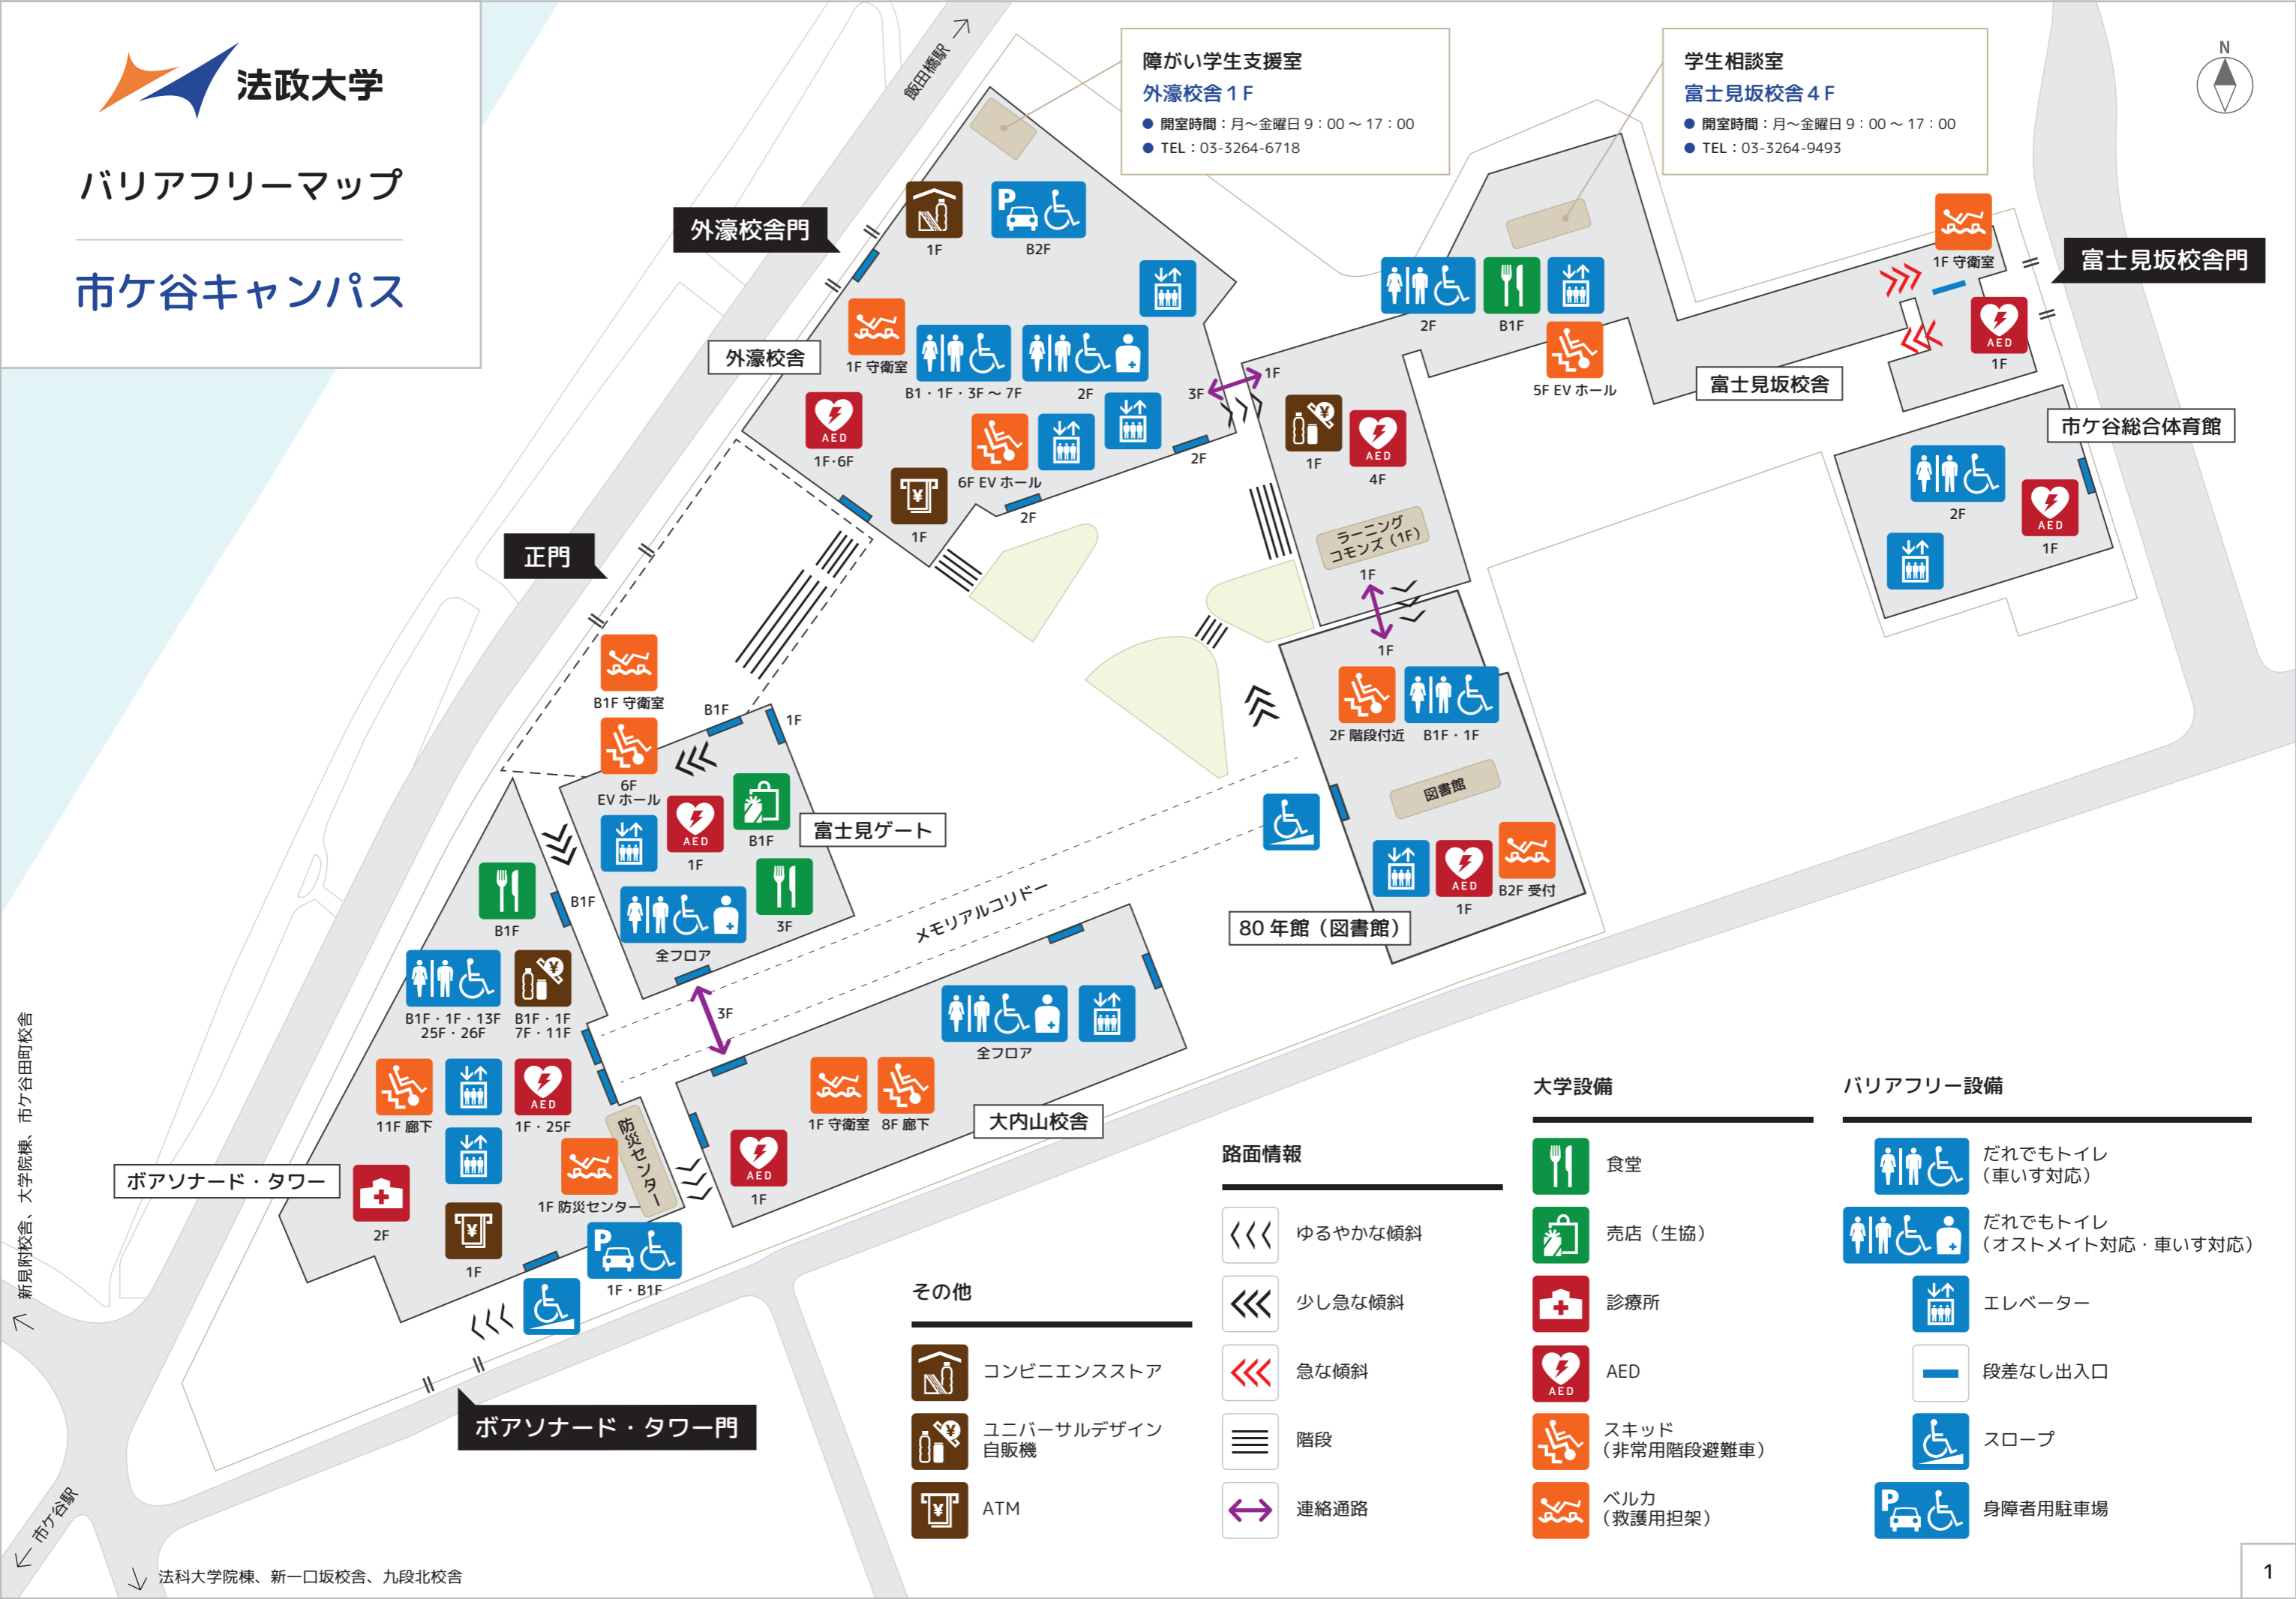 法政大学
バリアフリーマップ
市ケ谷キャンパス
飯田橋駅
障がい学生支援室
外濠校舎1F
● 開室時間：月〜金曜日 9：00 〜 17：00
● TEL：03-3264-6718
学生相談室
富士見坂校舎4F
● 開室時間：月〜金曜日 9：00 〜 17：00
● TEL：03-3264-9493
N
外濠校舎門
1F
P
B2F
外濠校舎
1F 守衛室
B1・1F・3F 〜 7F
2F
AED
1F・6F
6F EV ホール
1F
2F
2F
3F
1F
2F
B1F
5F EV ホール
1F 守衛室
富士見坂校舎門
AED
1F
富士見坂校舎
市ケ谷総合体育館
2F
AED
1F
1F
AED
4F
ラーニング
コモンズ（1F）
1F
1F
2F 階段付近
B1F・1F
図書館
AED
1F
B2F 受付
80 年館（図書館）
正門
B1F 守衛室
6F
EV ホール
B1F
1F
AED
1F
B1F
富士見ゲート
3F
全フロア
B1F
B1F
B1F・1F・13F
25F・26F
B1F・1F
7F・11F
11F 廊下
AED
1F・25F
ボアソナード・タワー
2F
1F
1F 防災センター
防災センター
P
1F・B1F
メモリアルコリドー
3F
全フロア
1F 守衛室
8F 廊下
AED
1F
大内山校舎
ボアソナード・タワー門
新見附校舎、大学院棟、市ケ谷田町校舎
市ケ谷駅
法科大学院棟、新一口坂校舎、九段北校舎
その他
コンビニエンスストア
ユニバーサルデザイン
自販機
ATM
路面情報
ゆるやかな傾斜
少し急な傾斜
急な傾斜
階段
連絡通路
大学設備
食堂
売店（生協）
診療所
AED
AED
スキッド
（非常用階段避難車）
ベルカ
（救護用担架）
バリアフリー設備
だれでもトイレ
（車いす対応）
だれでもトイレ
（オストメイト対応・車いす対応）
エレベーター
段差なし出入口
スロープ
P
身障者用駐車場
1